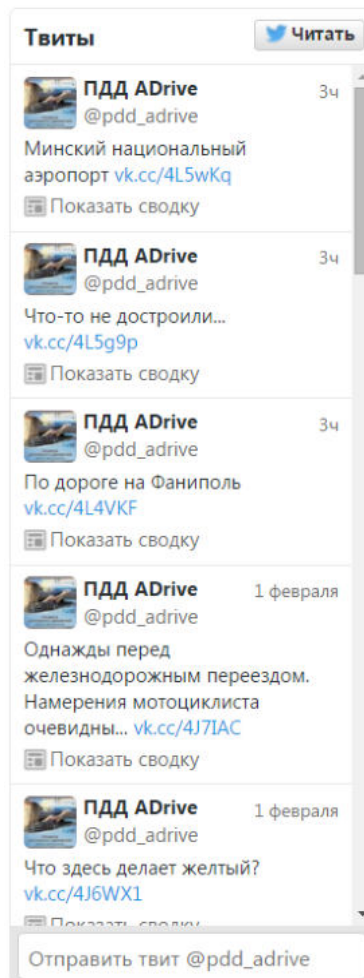 Твиты
Читать
ПДД ADrive 3ч
@pdd_adrive
Минский национальный
аэропорт vk.cc/4L5wKq
Показать сводку
ПДД ADrive 3ч
@pdd_adrive
Что-то не достроили...
vk.cc/4L5g9p
Показать сводку
ПДД ADrive 3ч
@pdd_adrive
По дороге на Фаниполь
vk.cc/4L4VKF
Показать сводку
ПДД ADrive 1 февраля
@pdd_adrive
Однажды перед
железнодорожным переездом.
Намерения мотоциклиста
очевидны... vk.cc/4J7IAC
Показать сводку
ПДД ADrive 1 февраля
@pdd_adrive
Что здесь делает желтый?
vk.cc/4J6WX1
Показать сводку
Отправить твит @pdd_adrive